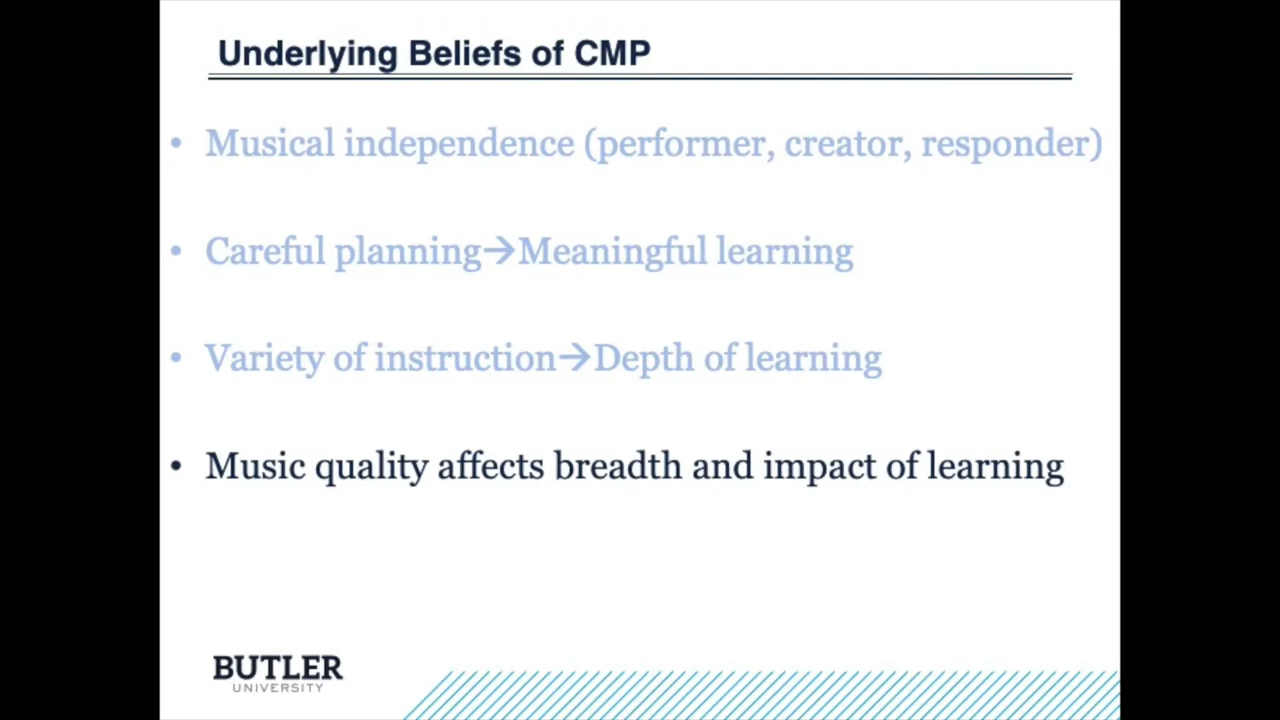 Underlying Beliefs of CMP
• Musical independence (performer, creator, responder)
• Careful planning→Meaningful learning
• Variety of instruction→Depth of learning
• Music quality affects breadth and impact of learning
BUTLER
UNIVERSITY